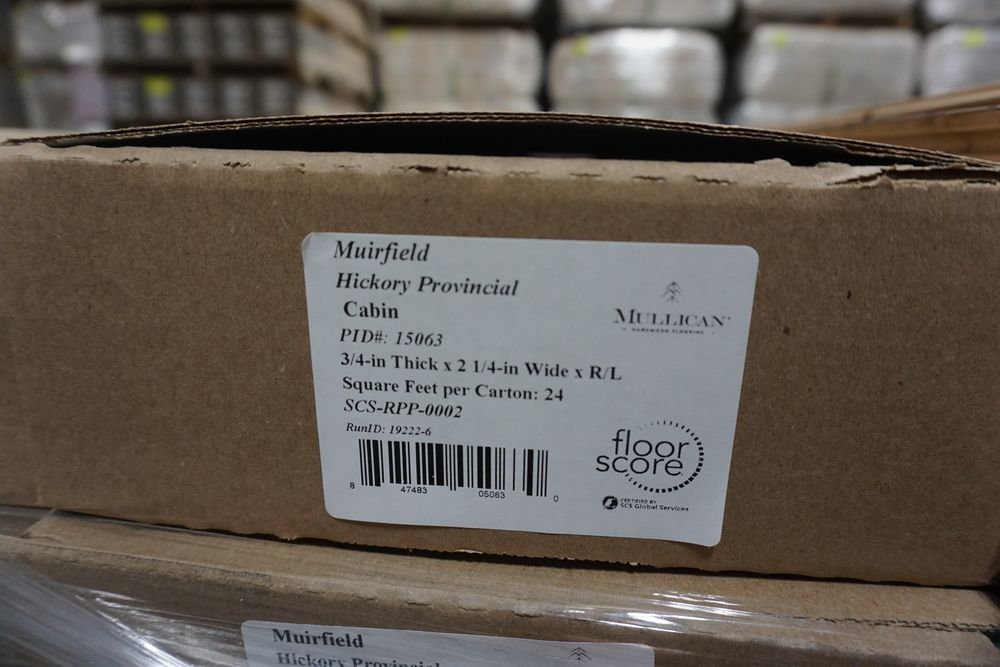 Muirfield
Hickory Provincial
Cabin
PID#: 15063
3/4-in Thick x 2 1/4-in Wide x R/L
Square Feet per Carton: 24
SCS-RPP-0002
RunID: 19222-6
8 47483 05063 0
MULLICAN
HARDWOOD FLOORING
floor
score
CERTIFIED BY
SCS Global Services
Muirfield
Hickory Provincial